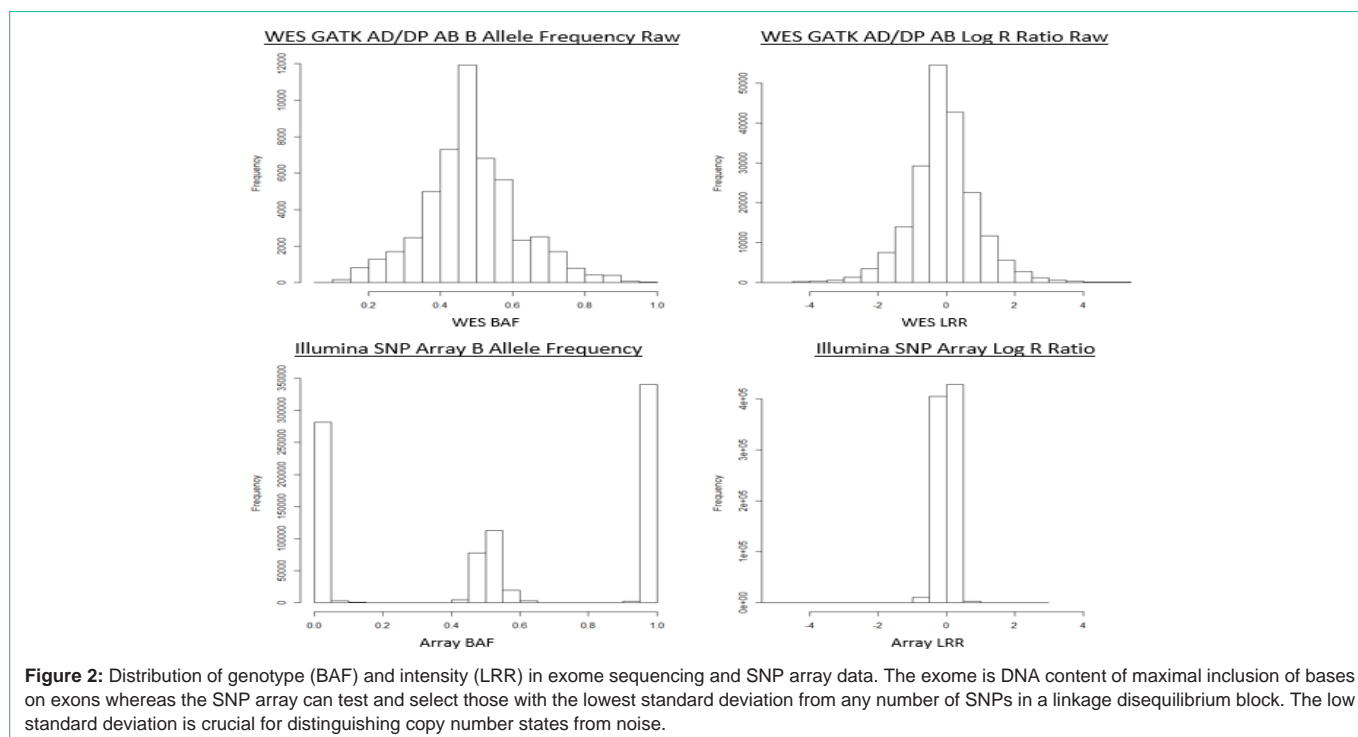 WES GATK AD/DP AB B Allele Frequency Raw
Frequency
0 2000 4000 6000 8000 10000 12000
0.2 0.4 0.6 0.8 1.0
WES BAF
WES GATK AD/DP AB Log R Ratio Raw
Frequency
0 10000 20000 30000 40000 50000
-4 -2 0 2 4
WES LRR
Illumina SNP Array B Allele Frequency
Frequency
0 50000 100000 150000 200000 250000 300000 350000
0.0 0.2 0.4 0.6 0.8 1.0
Array BAF
Illumina SNP Array Log R Ratio
Frequency
0e+00 1e+05 2e+05 3e+05 4e+05
-4 -2 0 2 4
Array LRR
Figure 2: Distribution of genotype (BAF) and intensity (LRR) in exome sequencing and SNP array data. The exome is DNA content of maximal inclusion of bases
on exons whereas the SNP array can test and select those with the lowest standard deviation from any number of SNPs in a linkage disequilibrium block. The low
standard deviation is crucial for distinguishing copy number states from noise.